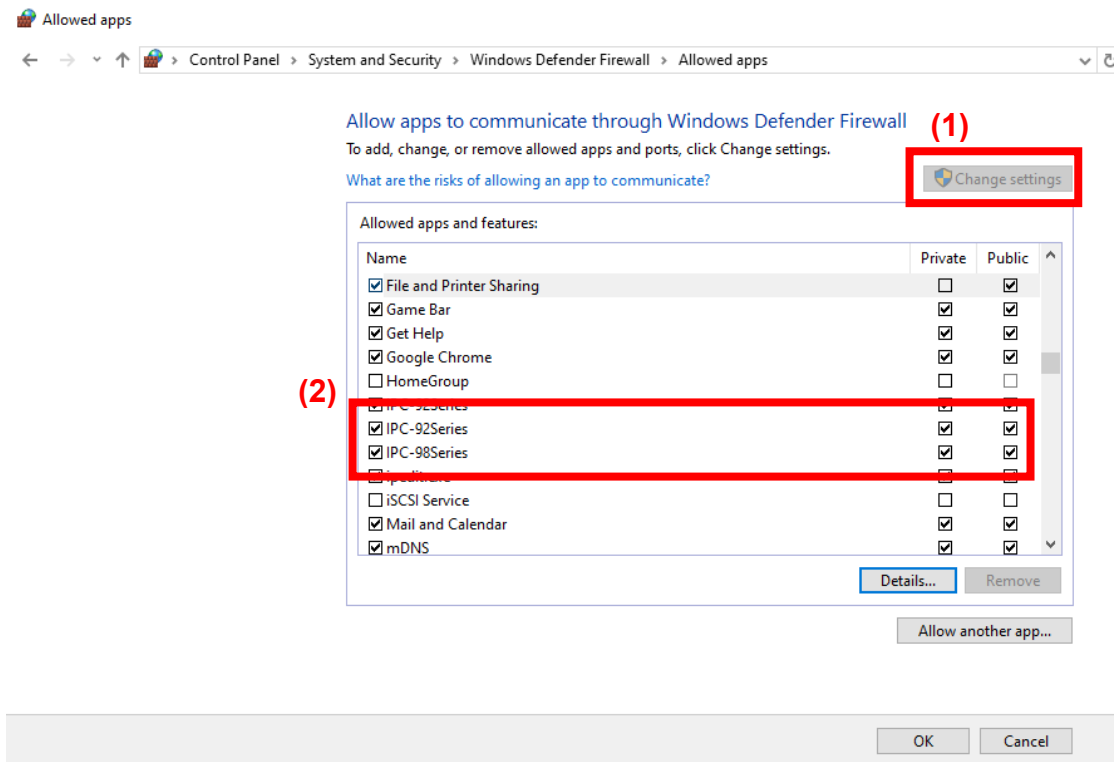 Allowed apps
Control Panel > System and Security > Windows Defender Firewall > Allowed apps
Allow apps to communicate through Windows Defender Firewall
(1)
To add, change, or remove allowed apps and ports, click Change settings.
What are the risks of allowing an app to communicate?
Change settings
Allowed apps and features:
Name Private Public
File and Printer Sharing
Game Bar
Get Help
Google Chrome
HomeGroup
(2)
IPC-92Series
IPC-92Series
IPC-98Series
iSCSI Service
Mail and Calendar
mDNS
Details... Remove
Allow another app...
OK Cancel